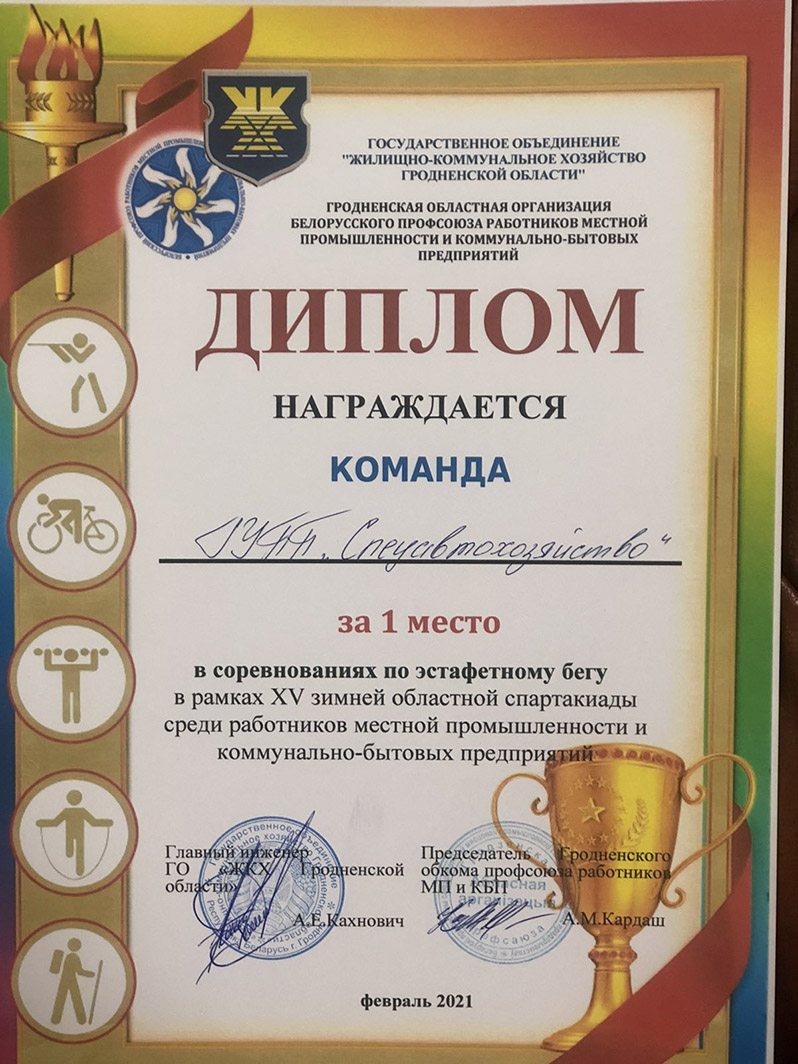 ЖК
ГОСУДАРСТВЕННОЕ ОБЪЕДИНЕНИЕ
"ЖИЛИЩНО-КОММУНАЛЬНОЕ ХОЗЯЙСТВО
ГРОДНЕНСКОЙ ОБЛАСТИ"
ГРОДНЕНСКАЯ ОБЛАСТНАЯ ОРГАНИЗАЦИЯ
БЕЛОРУССКОГО ПРОФСОЮЗА РАБОТНИКОВ МЕСТНОЙ
ПРОМЫШЛЕННОСТИ И КОММУНАЛЬНО-БЫТОВЫХ
ПРЕДПРИЯТИЙ
ДИПЛОМ
НАГРАЖДАЕТСЯ
КОМАНДА
ГУПП „Спецавтохозяйство"
за 1 место
в соревнованиях по эстафетному бегу
в рамках XV зимней областной спартакиады
среди работников местной промышленности и
коммунально-бытовых предприятий
Главный инженер
ГО «ЖКХ Гродненской
области»
А.Е.Кахнович
Председатель Гродненского
обкома профсоюза работников
МП и КБП
А.М.Кардаш
февраль 2021